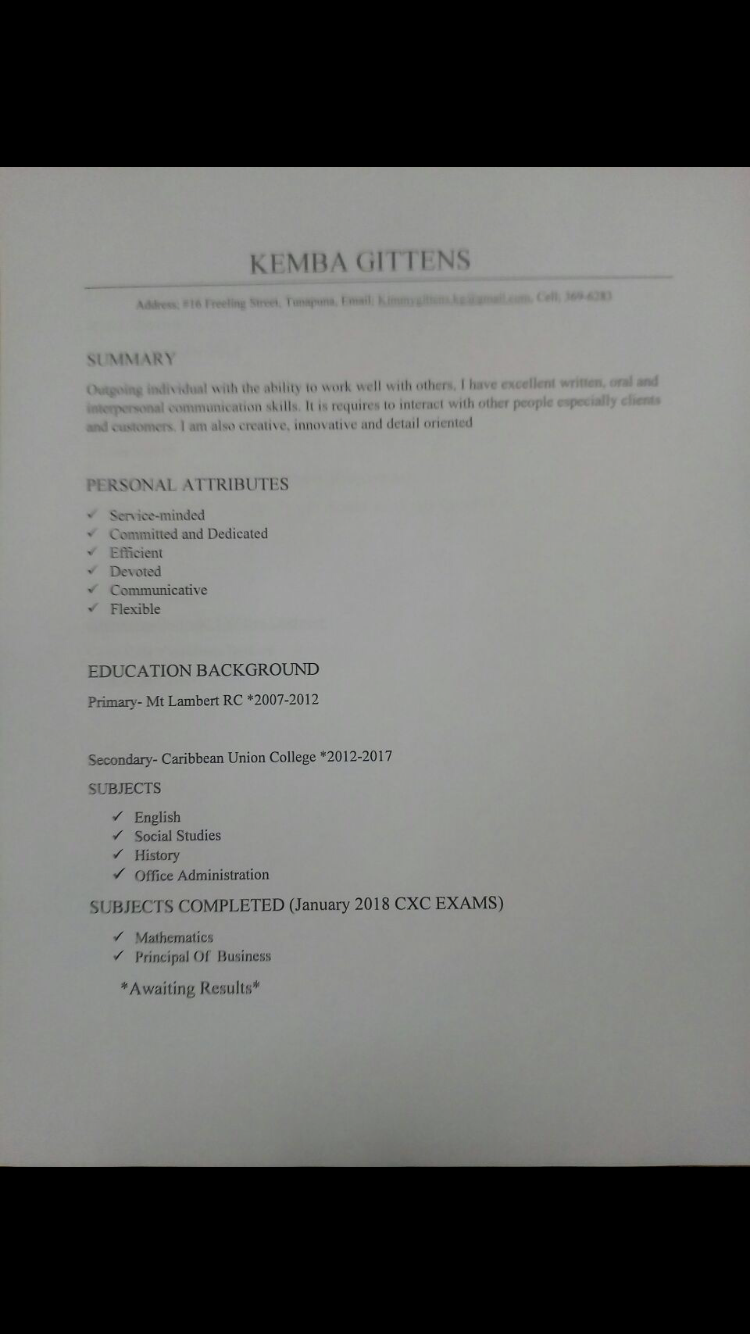 KEMBA GITTENS
Address; #16 Freeling Street, Tunapuna, Email; Cell; 369-6283
SUMMARY
Outgoing individual with the ability to work well with others. I have excellent written, oral and
interpersonal communication skills. It is requires to interact with other people especially clients
and customers. I am also creative, innovative and detail oriented
PERSONAL ATTRIBUTES
✓ Service-minded
✓ Committed and Dedicated
✓ Efficient
✓ Devoted
✓ Communicative
✓ Flexible
EDUCATION BACKGROUND
Primary- Mt Lambert RC *2007-2012
Secondary- Caribbean Union College *2012-2017
SUBJECTS
✓ English
✓ Social Studies
✓ History
✓ Office Administration
SUBJECTS COMPLETED (January 2018 CXC EXAMS)
✓ Mathematics
✓ Principal Of Business
*Awaiting Results*